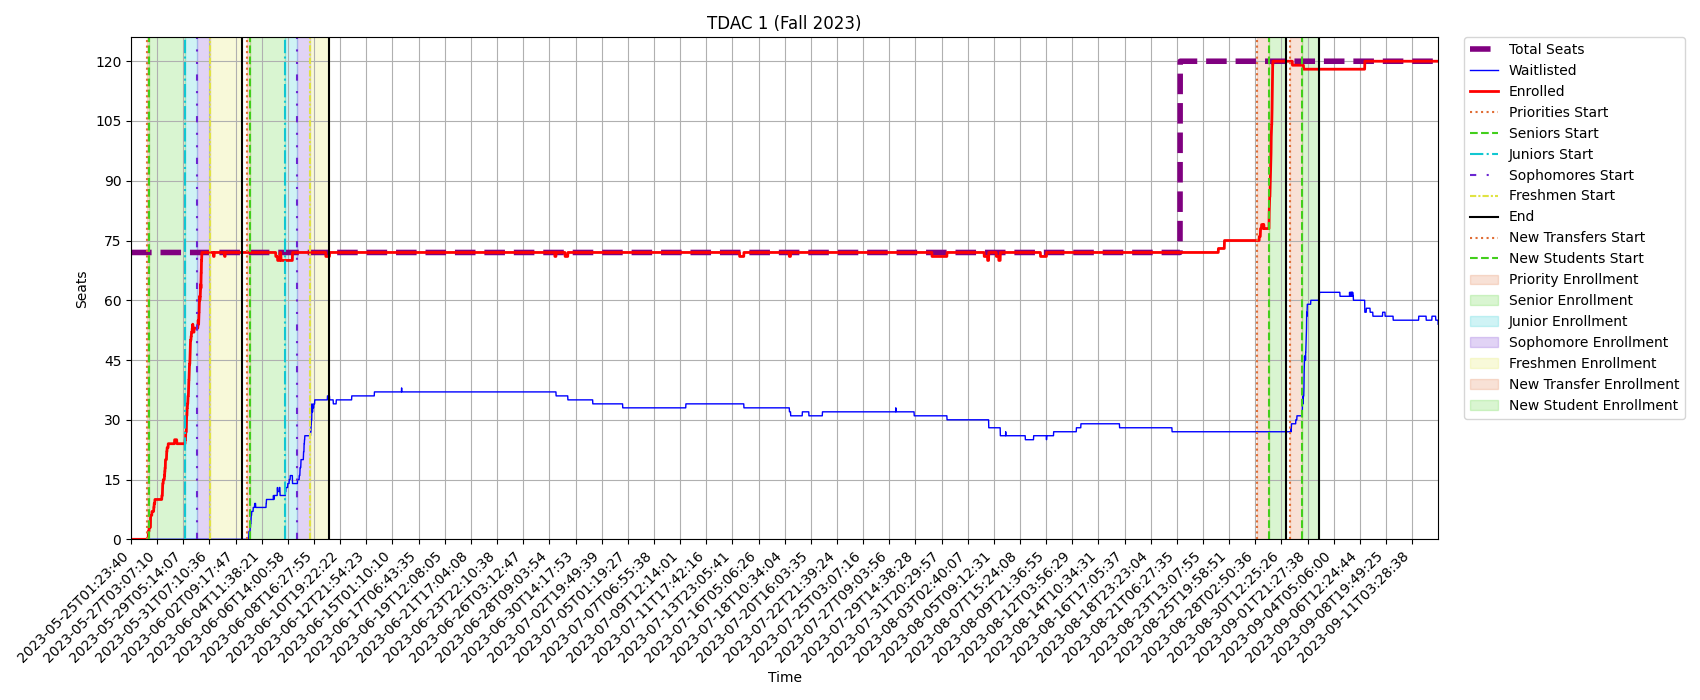 TDAC 1 (Fall 2023)
Seats
120
105
90
75
60
45
30
15
0
2023-05-25T01:23:40
2023-05-27T03:07:10
2023-05-29T05:14:07
2023-05-31T07:10:36
2023-06-02T09:17:47
2023-06-04T11:38:21
2023-06-06T14:00:58
2023-06-08T16:27:55
2023-06-10T19:22:22
2023-06-12T21:54:23
2023-06-15T01:10:10
2023-06-17T06:43:35
2023-06-19T12:08:05
2023-06-21T17:04:08
2023-06-23T22:10:38
2023-06-26T03:12:47
2023-06-28T09:03:54
2023-06-30T14:17:53
2023-07-02T19:49:39
2023-07-05T01:19:27
2023-07-07T06:55:38
2023-07-09T12:14:01
2023-07-11T17:42:16
2023-07-13T23:05:41
2023-07-16T05:06:26
2023-07-18T10:34:04
2023-07-20T16:03:35
2023-07-22T21:39:24
2023-07-25T03:07:16
2023-07-27T09:03:56
2023-07-29T14:38:28
2023-07-31T20:29:57
2023-08-03T02:40:07
2023-08-05T09:12:31
2023-08-07T15:24:08
2023-08-09T21:36:55
2023-08-12T03:56:29
2023-08-14T10:34:31
2023-08-16T17:05:37
2023-08-18T23:23:04
2023-08-21T06:27:35
2023-08-23T13:07:55
2023-08-25T19:58:51
2023-08-28T02:50:36
2023-08-30T12:25:26
2023-09-01T21:27:38
2023-09-04T05:06:00
2023-09-06T12:24:44
2023-09-08T19:49:25
2023-09-11T03:28:38
Time
Total Seats
Waitlisted
Enrolled
Priorities Start
Seniors Start
Juniors Start
Sophomores Start
Freshmen Start
End
New Transfers Start
New Students Start
Priority Enrollment
Senior Enrollment
Junior Enrollment
Sophomore Enrollment
Freshmen Enrollment
New Transfer Enrollment
New Student Enrollment